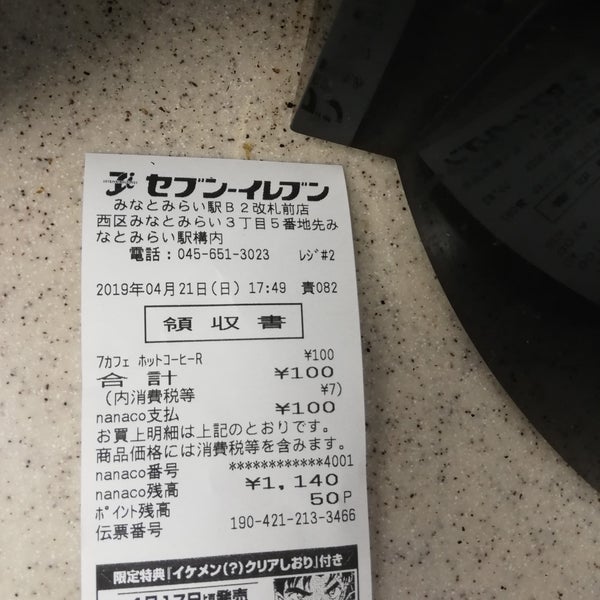 セブン-イレブン
みなとみらい駅B2改札前店
西区みなとみらい3丁目5番地先み
なとみらい駅構内
電話:045-651-3023 ﾚｼﾞ#2
2019年04月21日(日) 17:49 責082
領収書
7カフェ ホットコーヒーR ¥100
合計 ¥100
(内消費税等 ¥7)
nanaco支払 ¥100
お買上明細は上記のとおりです。
商品価格には消費税等を含みます。
nanaco番号 ************4001
nanaco残高 ¥1,140
ﾎﾟｲﾝﾄ残高 50P
伝票番号 190-421-213-3466
限定特典『イケメン(?)クリアしおり』付き